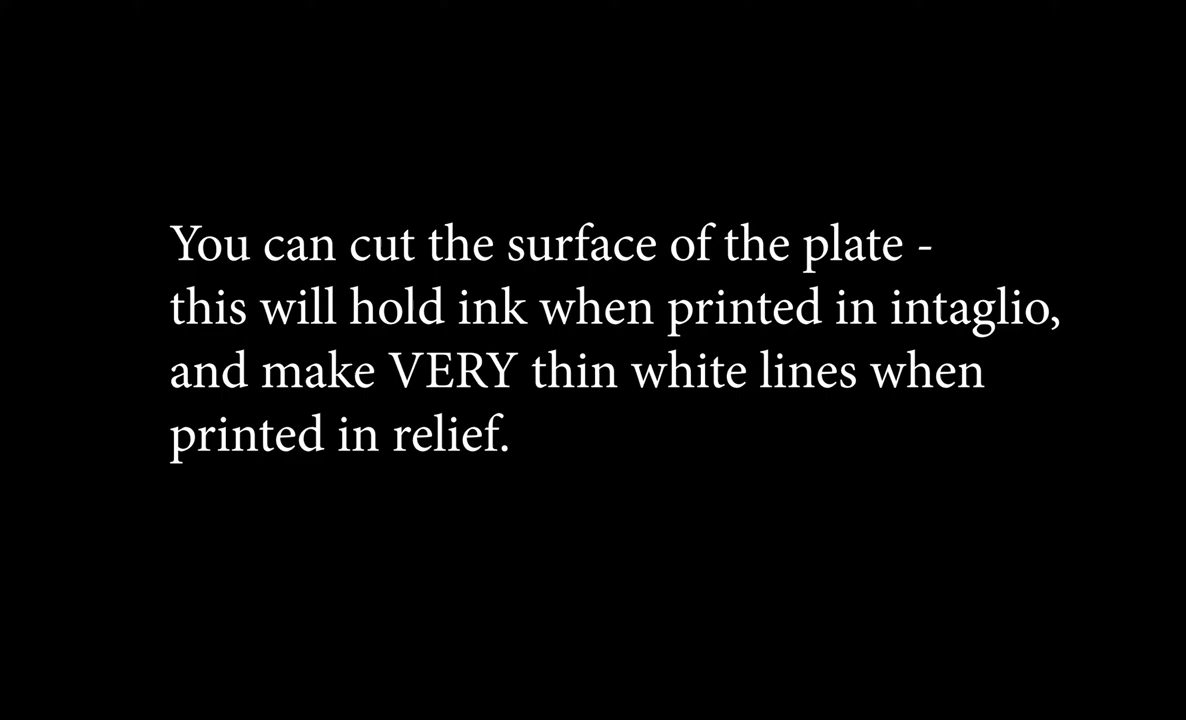 You can cut the surface of the plate -
this will hold ink when printed in intaglio,
and make VERY thin white lines when
printed in relief.